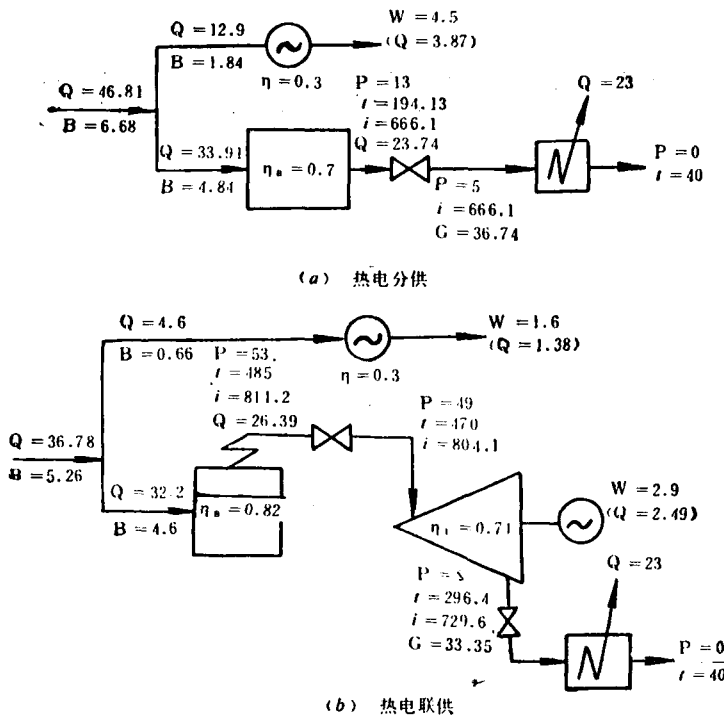 Q = 12.9
B = 1.84
η = 0.3
W = 4.5
(Q = 3.87)
Q = 46.81
B = 6.68
P = 13
t = 194.13
i = 666.1
Q = 23.74
Q = 23
Q = 33.91
B = 4.84
ηв = 0.7
P = 5
i = 666.1
G = 36.74
P = 0
t = 40
(a) 热电分供
Q = 4.6
B = 0.66
W = 1.6
(Q = 1.38)
η = 0.3
P = 53.
t = 485
i = 811.2
Q = 26.39
P = 49
t = 470
i = 804.1
Q = 36.78
B = 5.26
Q = 32.2
B = 4.6
ηв = 0.82
η₁ = 0.71
W = 2.9
(Q = 2.49)
t = 296.4
i = 729.6
G = 33.35
Q = 23
P = 0
t = 40
(b) 热电联供